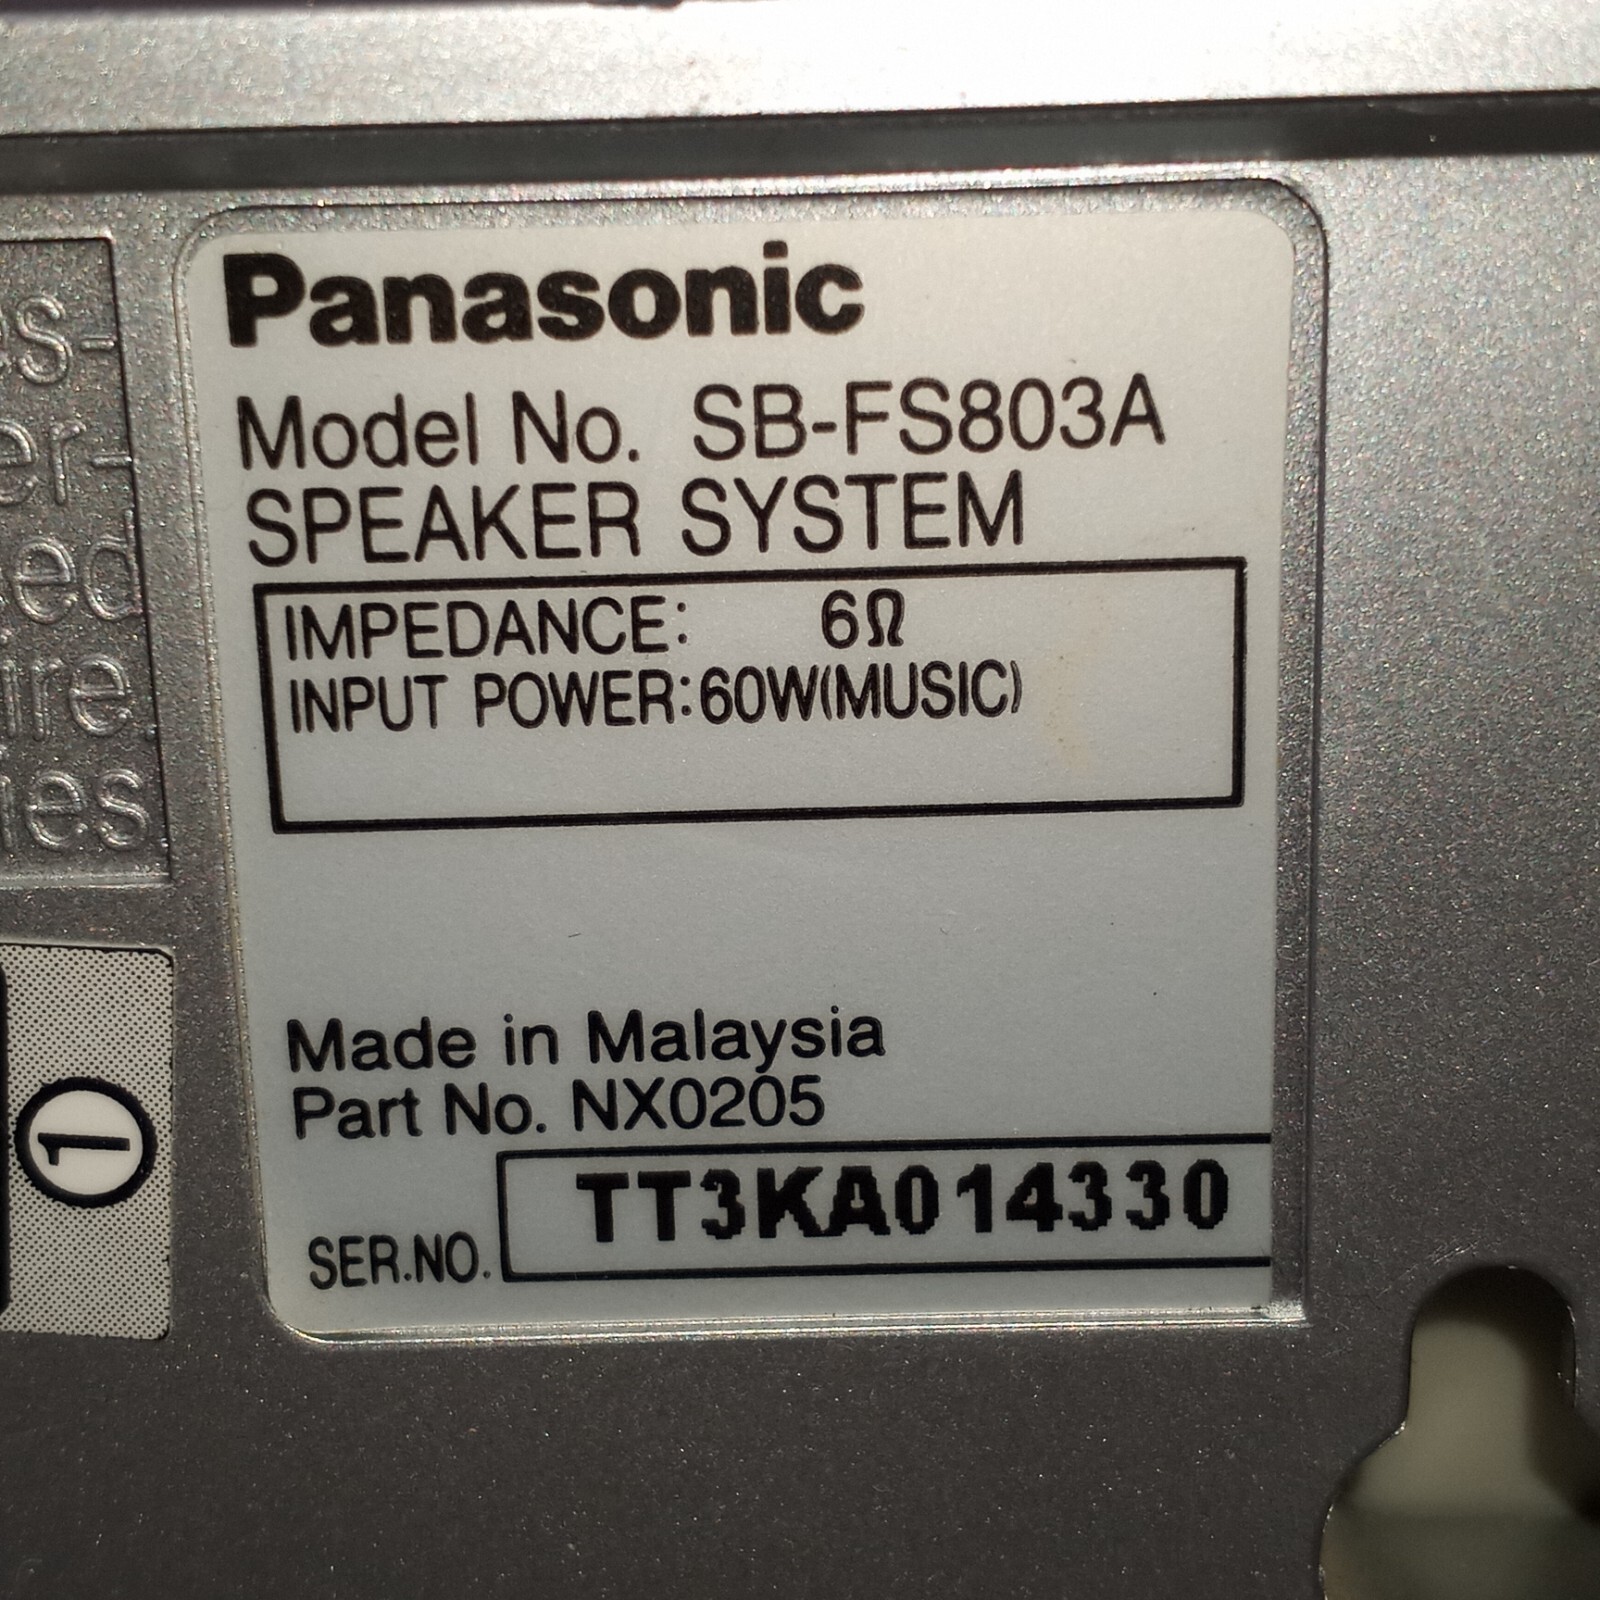 Panasonic
Model No. SB-FS803A
SPEAKER SYSTEM
IMPEDANCE: 6Ω
INPUT POWER:60W(MUSIC)
Made in Malaysia
Part No. NX0205
SER.NO. TT3KA014330
1